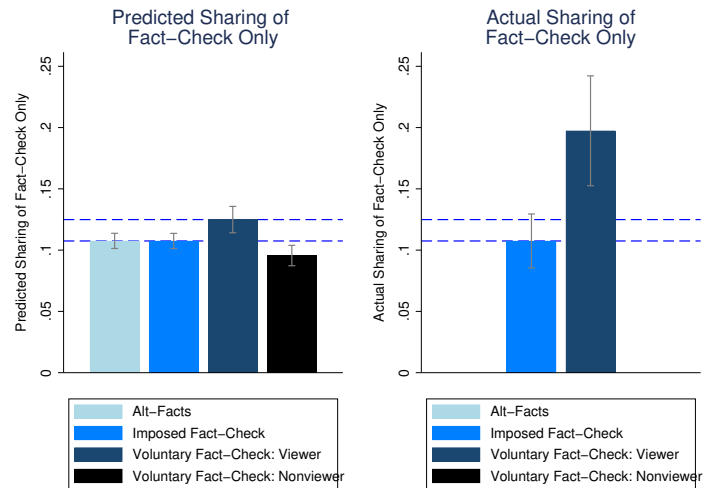 Predicted Sharing of
Fact−Check Only
Predicted Sharing of Fact−Check Only
.25
.2
.15
.1
.05
0
Alt−Facts
Imposed Fact−Check
Voluntary Fact−Check: Viewer
Voluntary Fact−Check: Nonviewer
Actual Sharing of
Fact−Check Only
Actual Sharing of Fact−Check Only
.25
.2
.15
.1
.05
0
Alt−Facts
Imposed Fact−Check
Voluntary Fact−Check: Viewer
Voluntary Fact−Check: Nonviewer